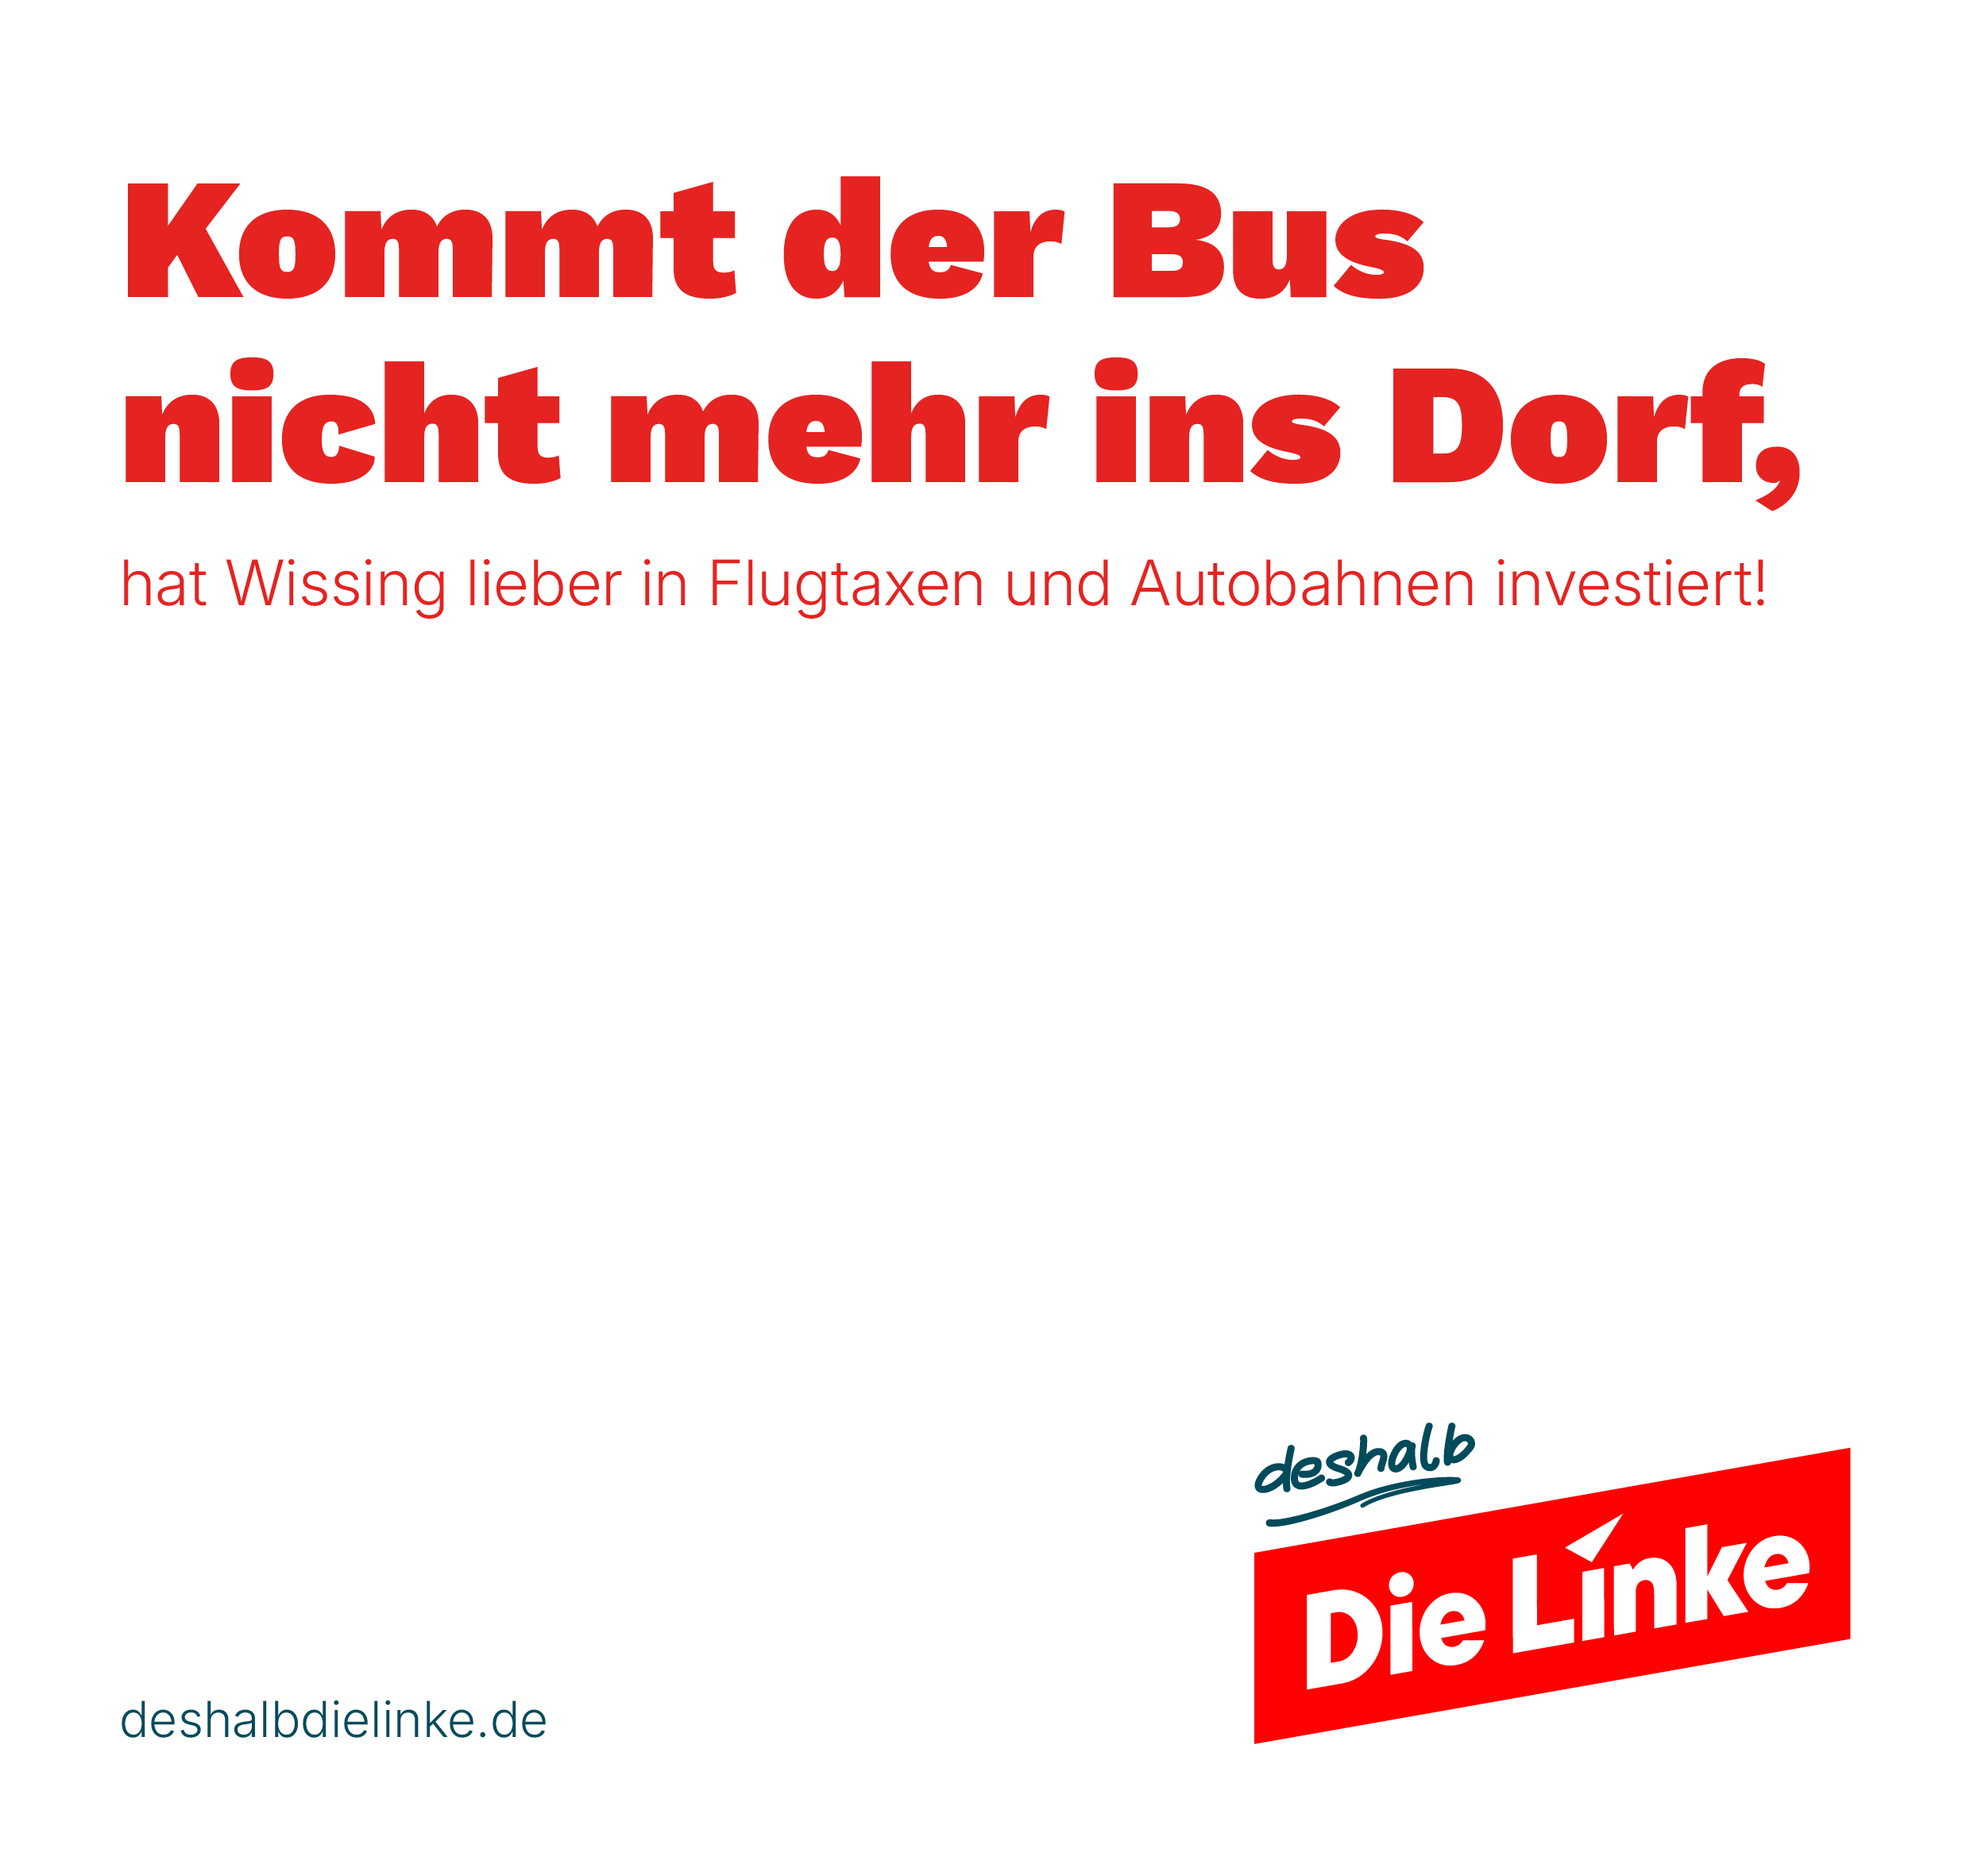 Kommt der Bus
nicht mehr ins Dorf,
hat Wissing lieber in Flugtaxen und Autobahnen investiert!
deshalb
Die Linke
deshalbdielinke.de